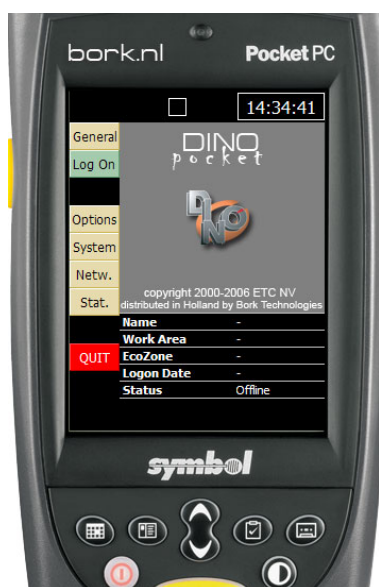 bork.nl Pocket PC
14:34:41
General
Log On
Options
System
Netw.
Stat.
QUIT
DINO
pocket
DINO
copyright 2000-2006 ETC NV
distributed in Holland by Bork Technologies
Name -
Work Area -
EcoZone -
Logon Date -
Status Offline
symbol